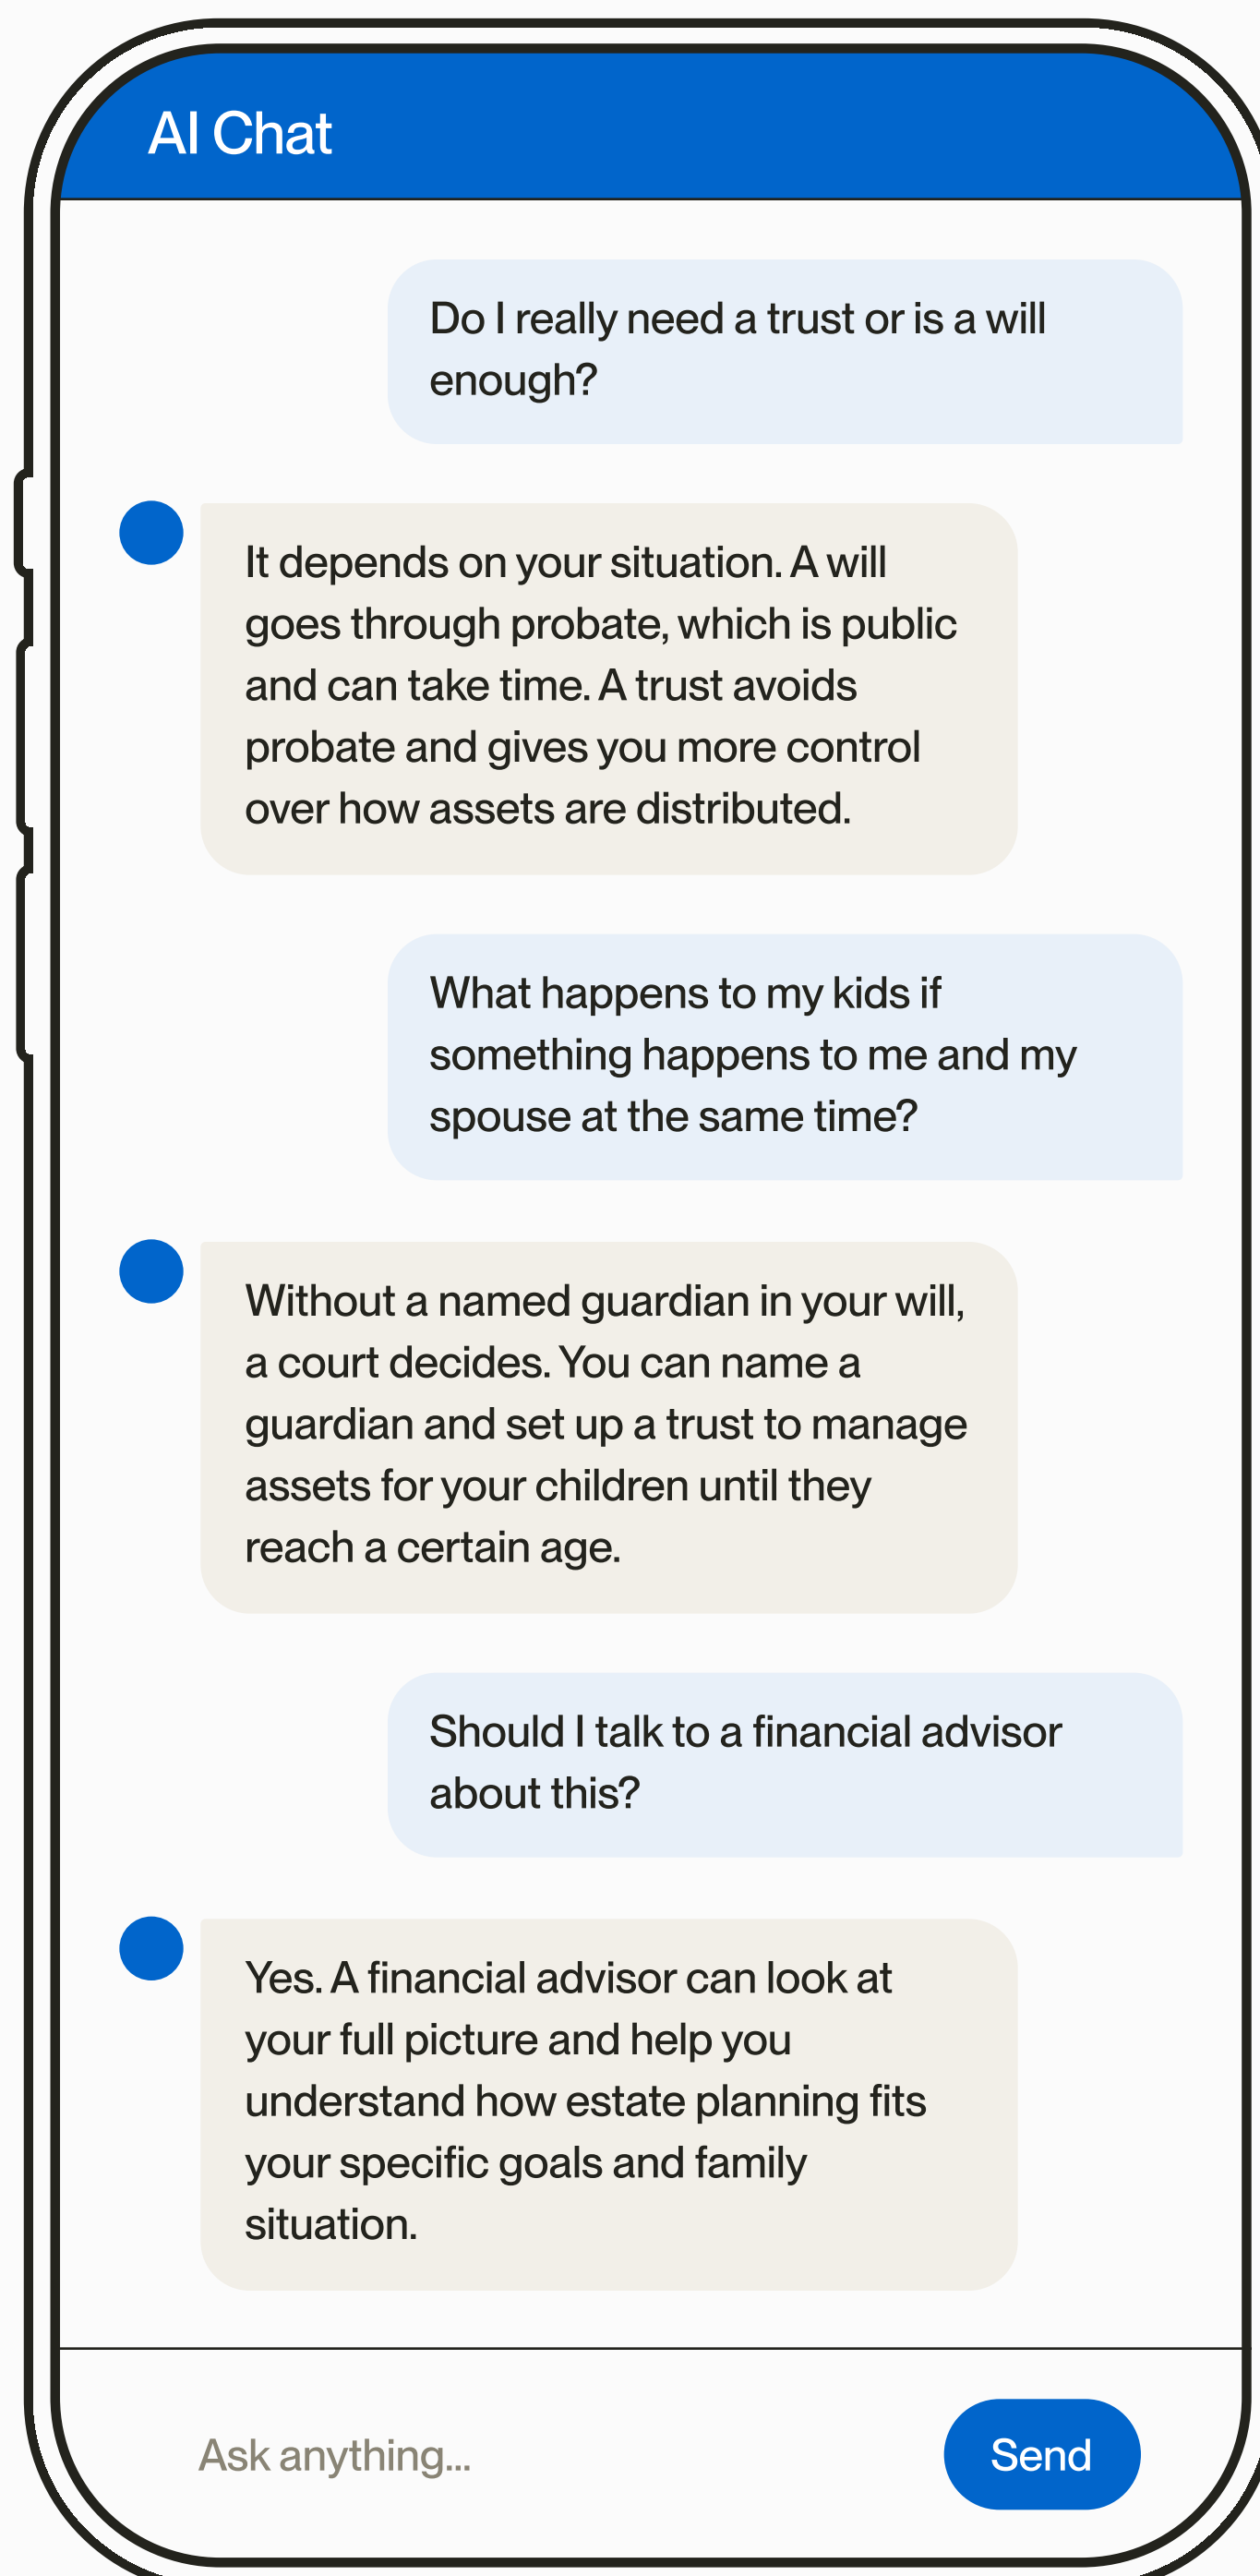 AI Chat
Do I really need a trust or is a will
enough?
It depends on your situation. A will
goes through probate, which is public
and can take time. A trust avoids
probate and gives you more control
over how assets are distributed.
What happens to my kids if
something happens to me and my
spouse at the same time?
Without a named guardian in your will,
a court decides. You can name a
guardian and set up a trust to manage
assets for your children until they
reach a certain age.
Should I talk to a financial advisor
about this?
Yes. A financial advisor can look at
your full picture and help you
understand how estate planning fits
your specific goals and family
situation.
Ask anything...
Send